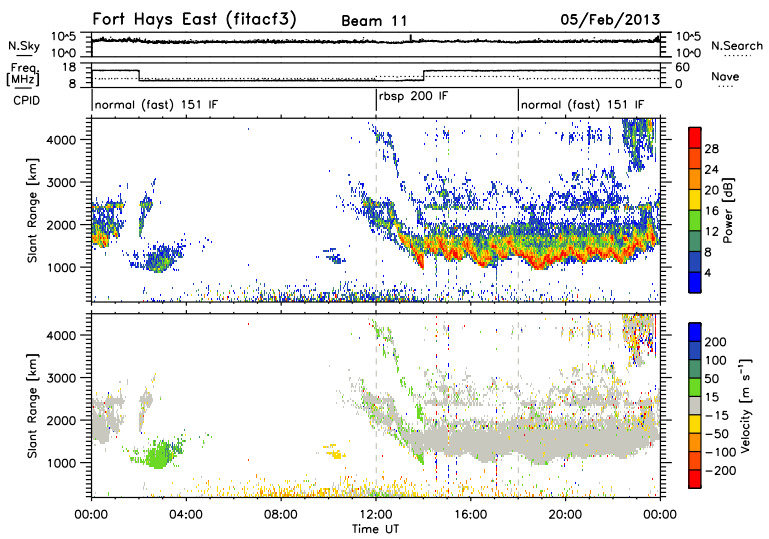 Fort Hays East (fitacf3) Beam 11 05/Feb/2013
N.Sky 10^5 10^0 10^5 10^0 N.Search
Freq. [MHz] 18 8 60 0 Nave
CPID normal (fast) 151 IF rbsp 200 IF normal (fast) 151 IF
Slant Range [km] 4000 3000 2000 1000
28 24 20 16 12 8 4 Power [dB]
Slant Range [km] 4000 3000 2000 1000
200 100 50 15 -15 -50 -100 -200 Velocity [m s^-1]
00:00 04:00 08:00 12:00 16:00 20:00 00:00
Time UT